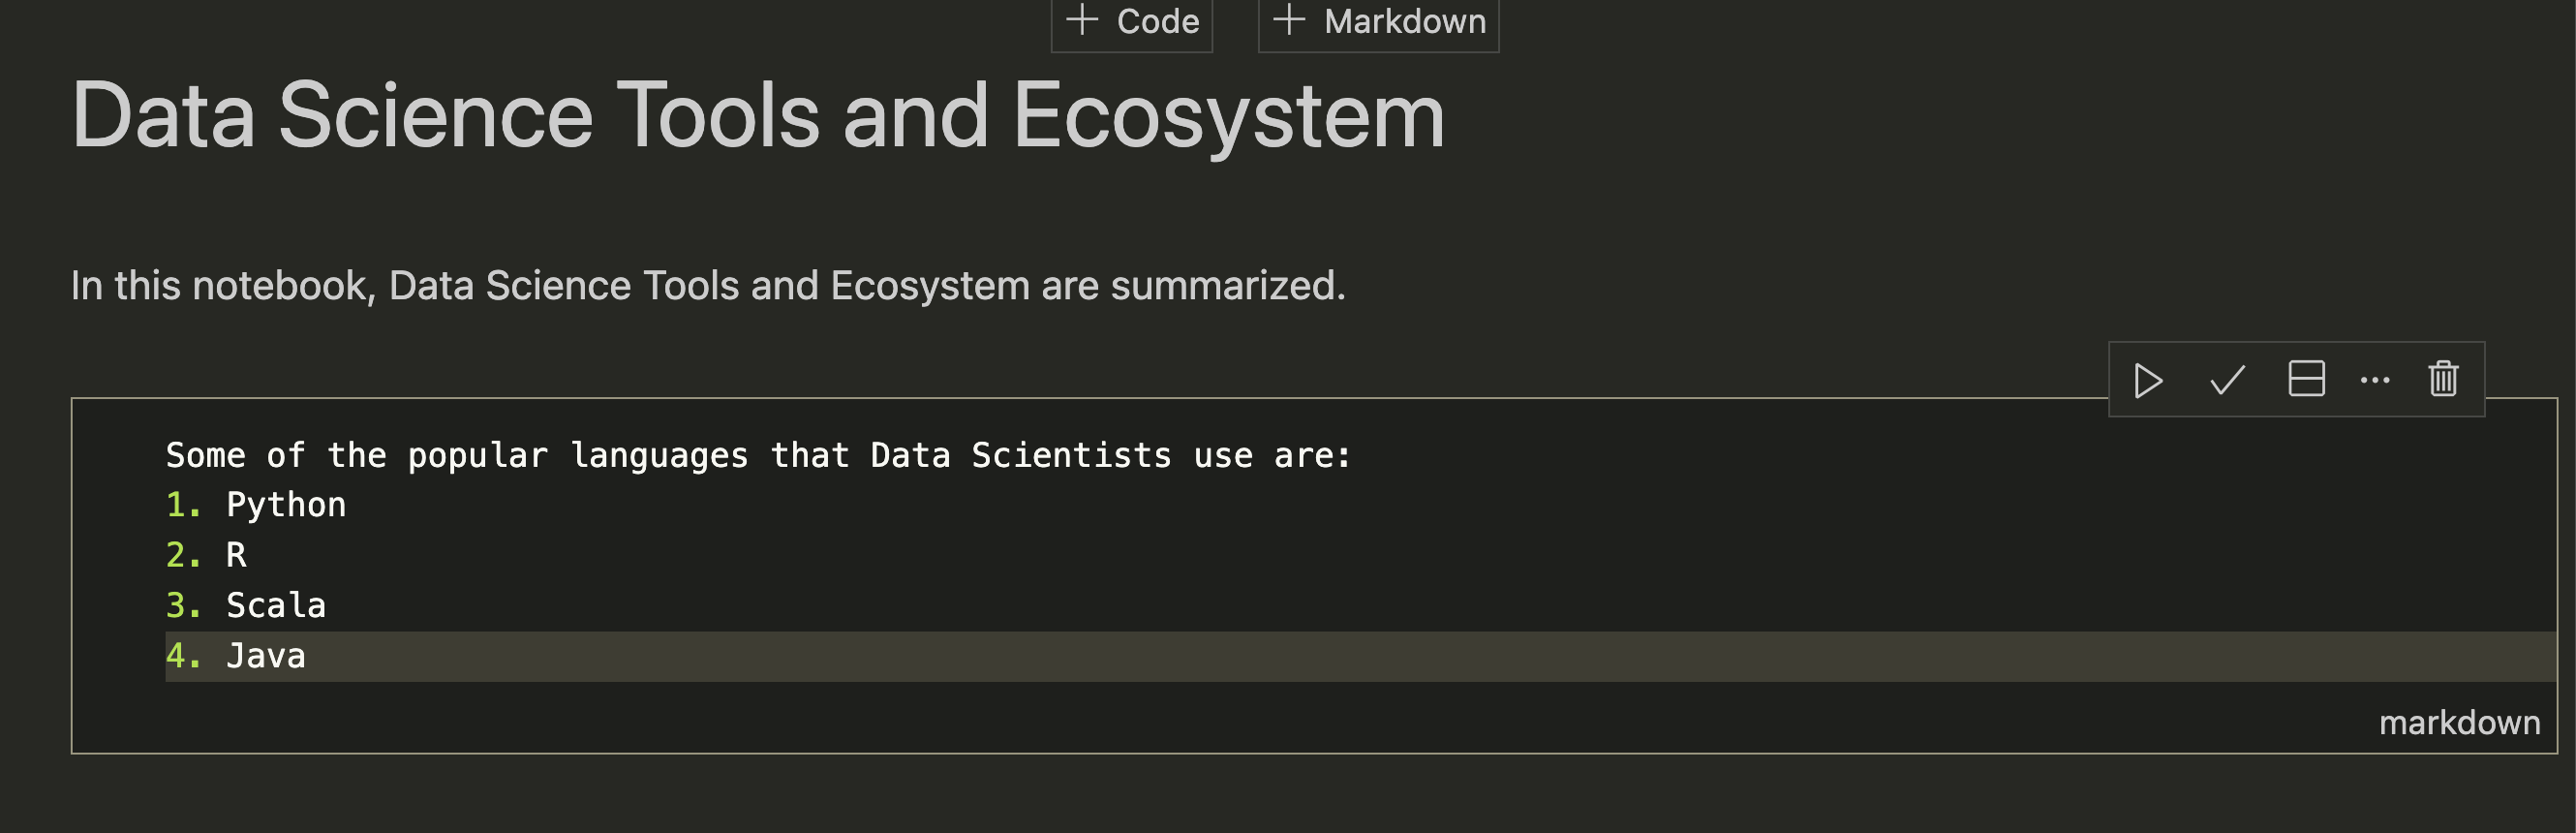 Code Markdown
Data Science Tools and Ecosystem
In this notebook, Data Science Tools and Ecosystem are summarized.
Some of the popular languages that Data Scientists use are:
1. Python
2. R
3. Scala
4. Java
markdown